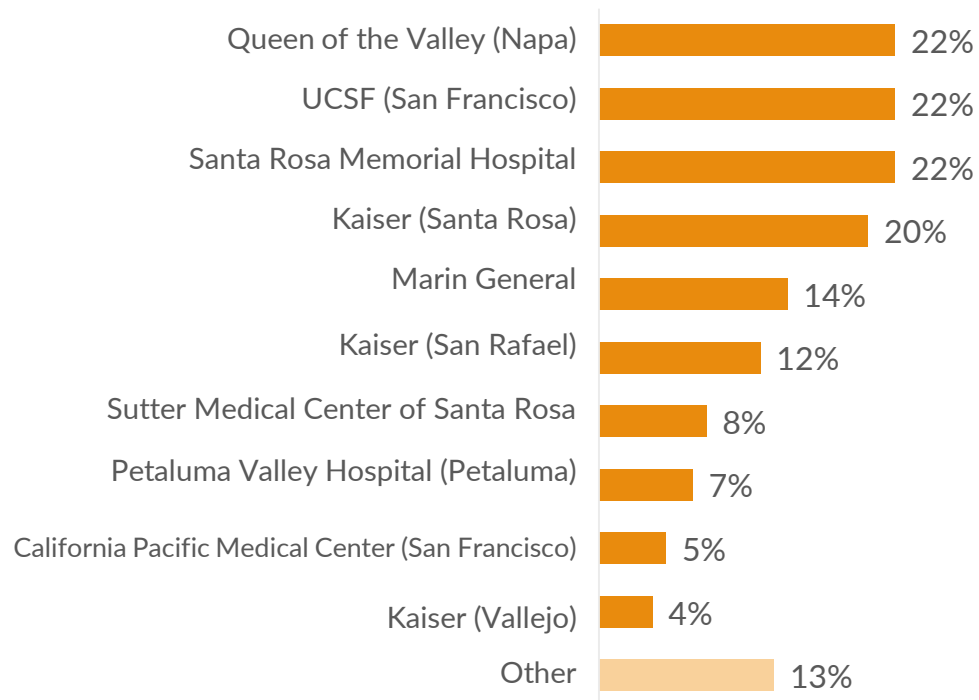 Queen of the Valley (Napa) 22%
UCSF (San Francisco) 22%
Santa Rosa Memorial Hospital 22%
Kaiser (Santa Rosa) 20%
Marin General 14%
Kaiser (San Rafael) 12%
Sutter Medical Center of Santa Rosa 8%
Petaluma Valley Hospital (Petaluma) 7%
California Pacific Medical Center (San Francisco) 5%
Kaiser (Vallejo) 4%
Other 13%